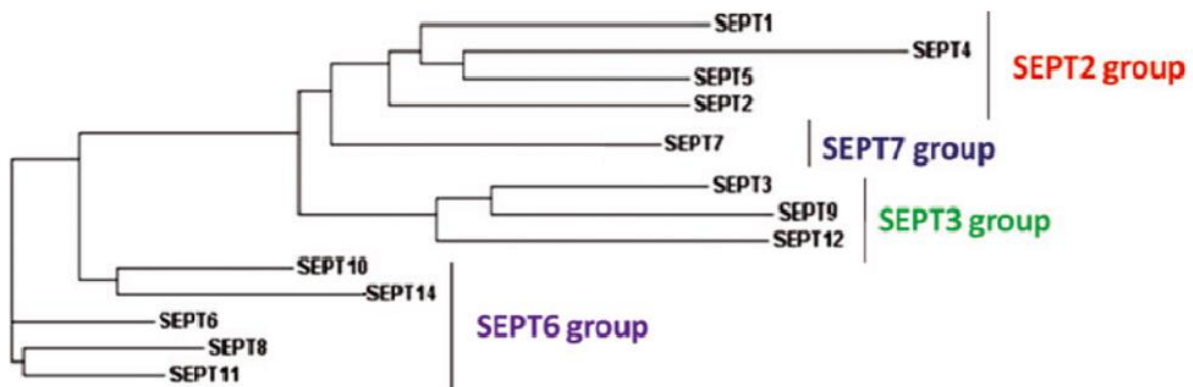 SEPT1
SEPT4
SEPT5
SEPT2
SEPT2 group
SEPT7
SEPT7 group
SEPT3
SEPT9
SEPT12
SEPT3 group
SEPT10
SEPT14
SEPT6
SEPT8
SEPT11
SEPT6 group